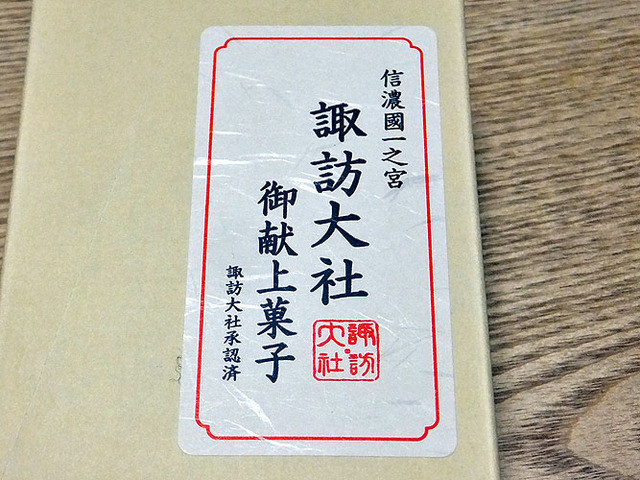 信濃國一之宮
諏訪大社
御献上菓子
諏訪大社承認済
諏訪
大社